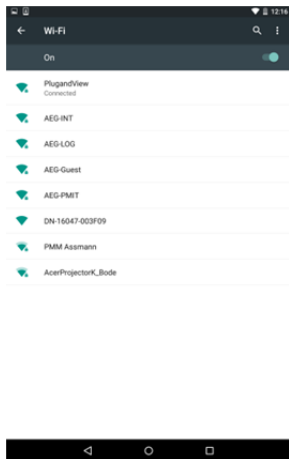 12:16
Wi-Fi
On
PlugandView
Connected
AEG-INT
AEG-LOG
AEG-Guest
AEG-PMIT
DN-16047-003F09
PMM Assmann
AcerProjectorK_Bode